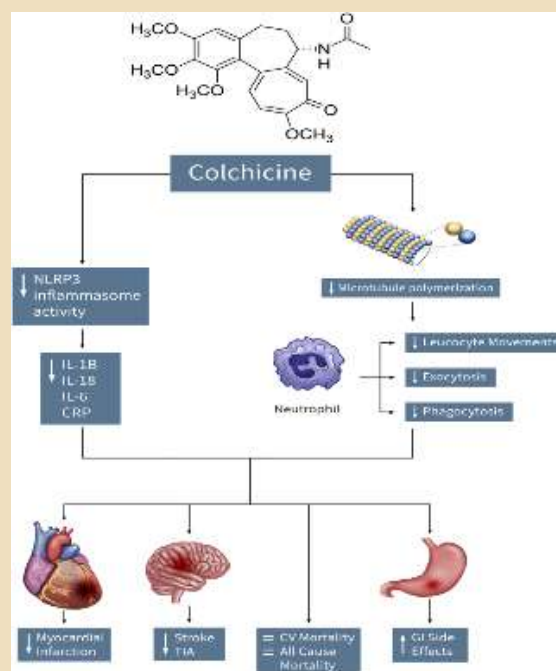 H₃CO
H₃CO
OCH₃
N
H
O
O
OCH₃
Colchicine
↓ NLRP3
inflammasome
activity
↓ IL-1B
IL-18
IL-6
CRP
↓ Microtubule polymerization
Neutrophil
↓ Leucocyte Movements
↓ Exocytosis
↓ Phagocytosis
↓ Myocardial
Infarction
↓ Stroke
↓ TIA
= CV Mortality
= All Cause
Mortality
↑ GI Side
Effects